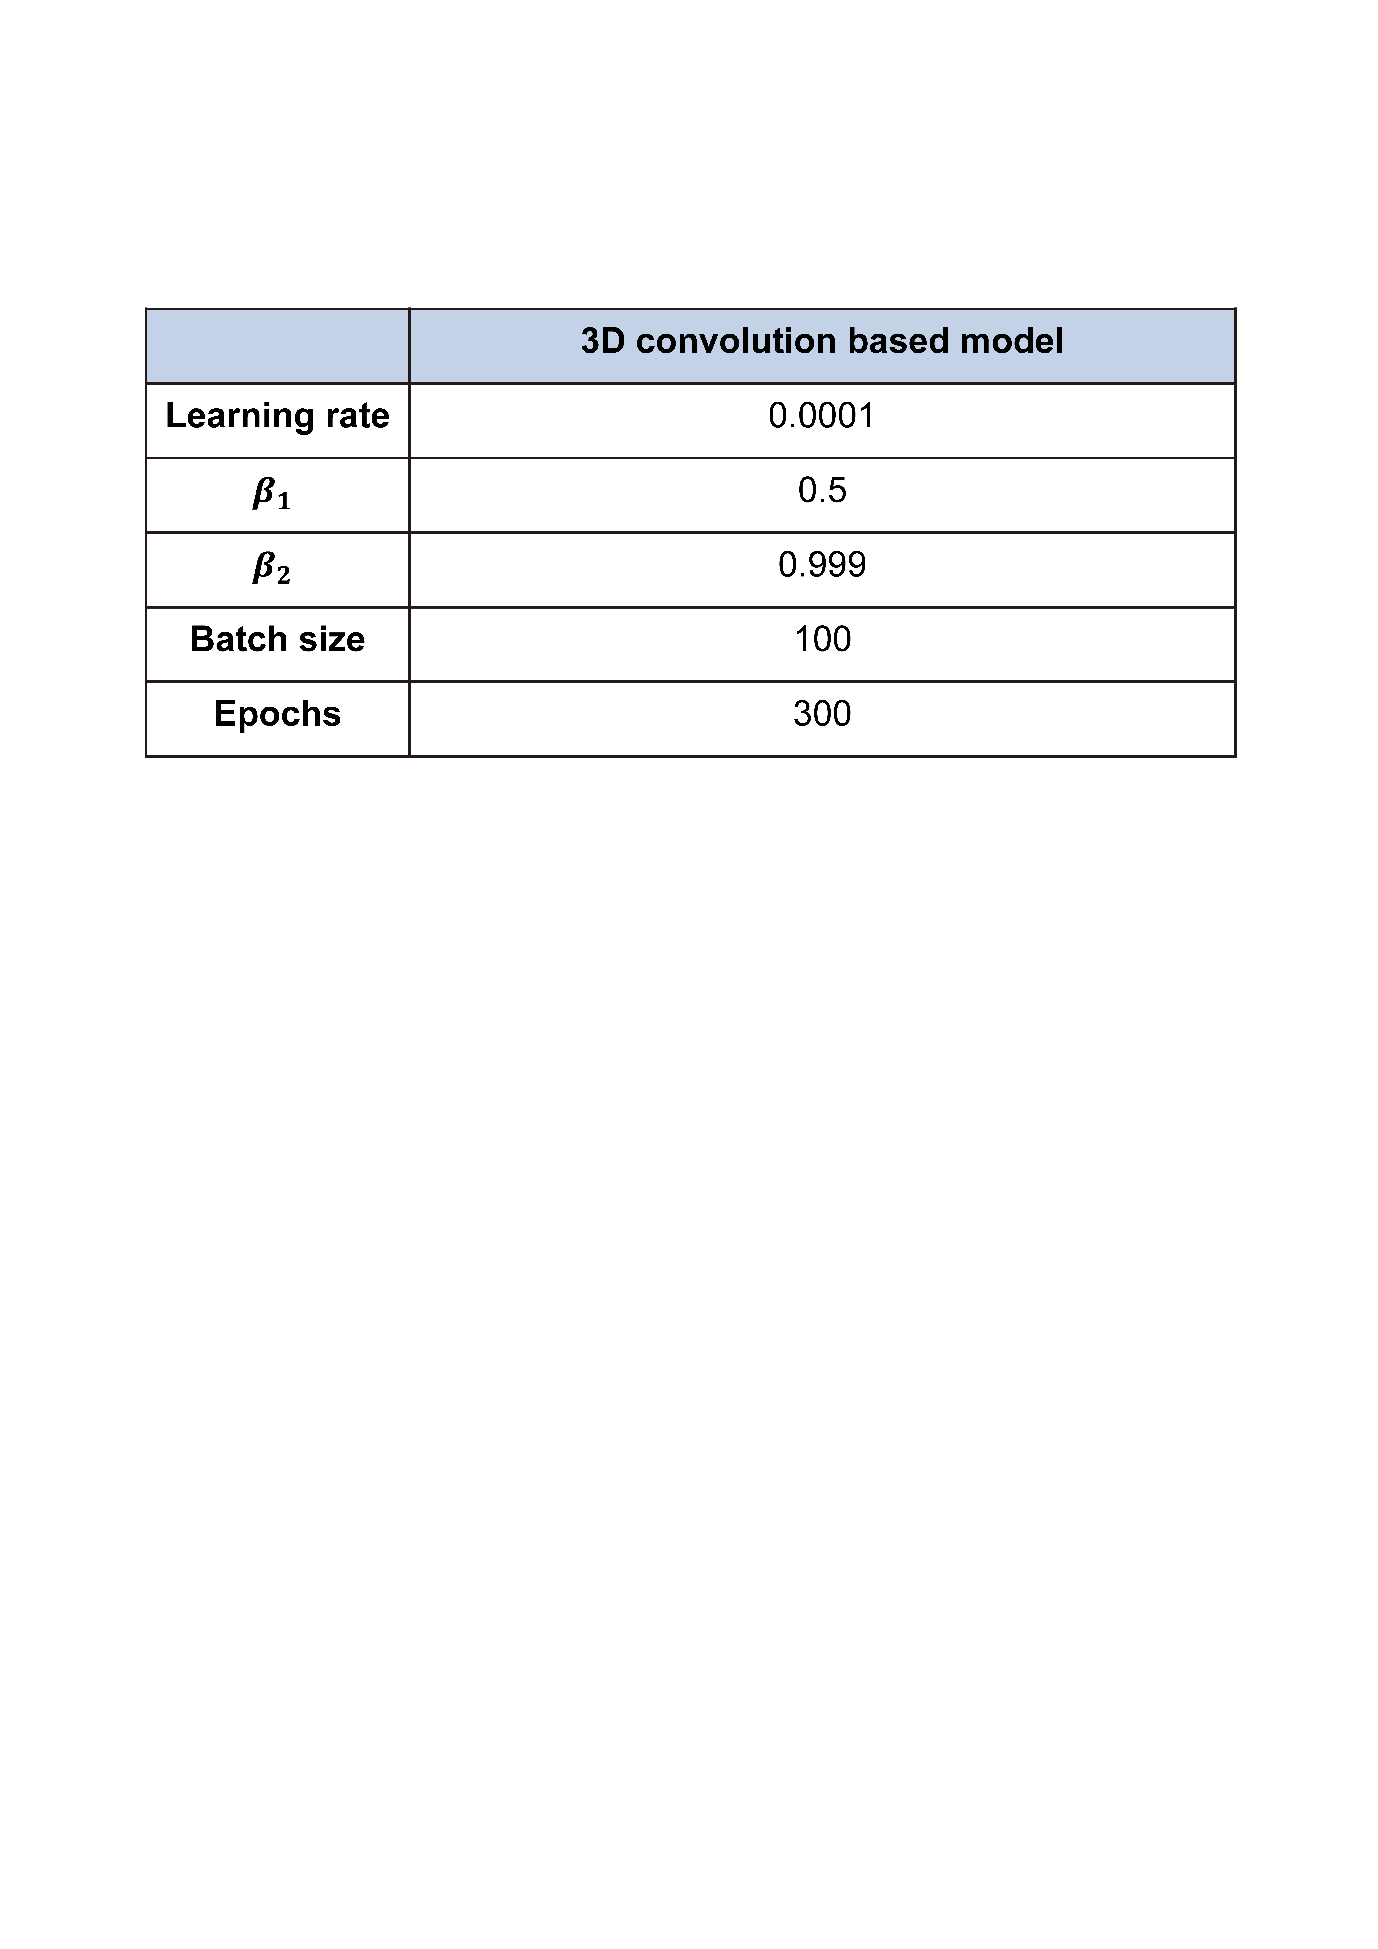 3D convolution based model
Learning rate 0.0001
β1 0.5
β2 0.999
Batch size 100
Epochs 300